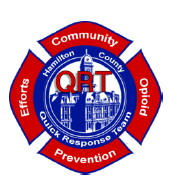 Community
Hamilton County
Efforts
QRT
Opioid
Quick Response Team
Prevention